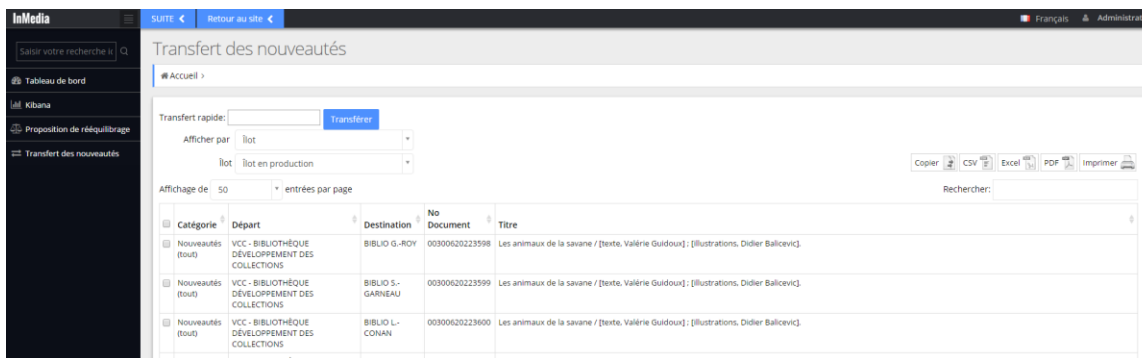 InMedia
SUITE
Retour au site
Français
Administrat
Saisir votre recherche ic
Tableau de bord
Kibana
Proposition de rééquilibrage
Transfert des nouveautés
Transfert des nouveautés
Accueil >
Transfert rapide:
Transférer
Afficher par
Îlot
Îlot
Îlot en production
Copier
CSV
Excel
PDF
Imprimer
Affichage de 50 entrées par page
Rechercher:
Catégorie Départ Destination No Document Titre
Nouveautés (tout) VCC - BIBLIOTHÈQUE DÉVELOPPEMENT DES COLLECTIONS BIBLIO G.-ROY 00300620223598 Les animaux de la savane / [texte, Valérie Guidoux] ; [illustrations, Didier Balicevic].
Nouveautés (tout) VCC - BIBLIOTHÈQUE DÉVELOPPEMENT DES COLLECTIONS BIBLIO S.-GARNEAU 00300620223599 Les animaux de la savane / [texte, Valérie Guidoux] ; [illustrations, Didier Balicevic].
Nouveautés (tout) VCC - BIBLIOTHÈQUE DÉVELOPPEMENT DES COLLECTIONS BIBLIO L.-CONAN 00300620223600 Les animaux de la savane / [texte, Valérie Guidoux] ; [illustrations, Didier Balicevic].